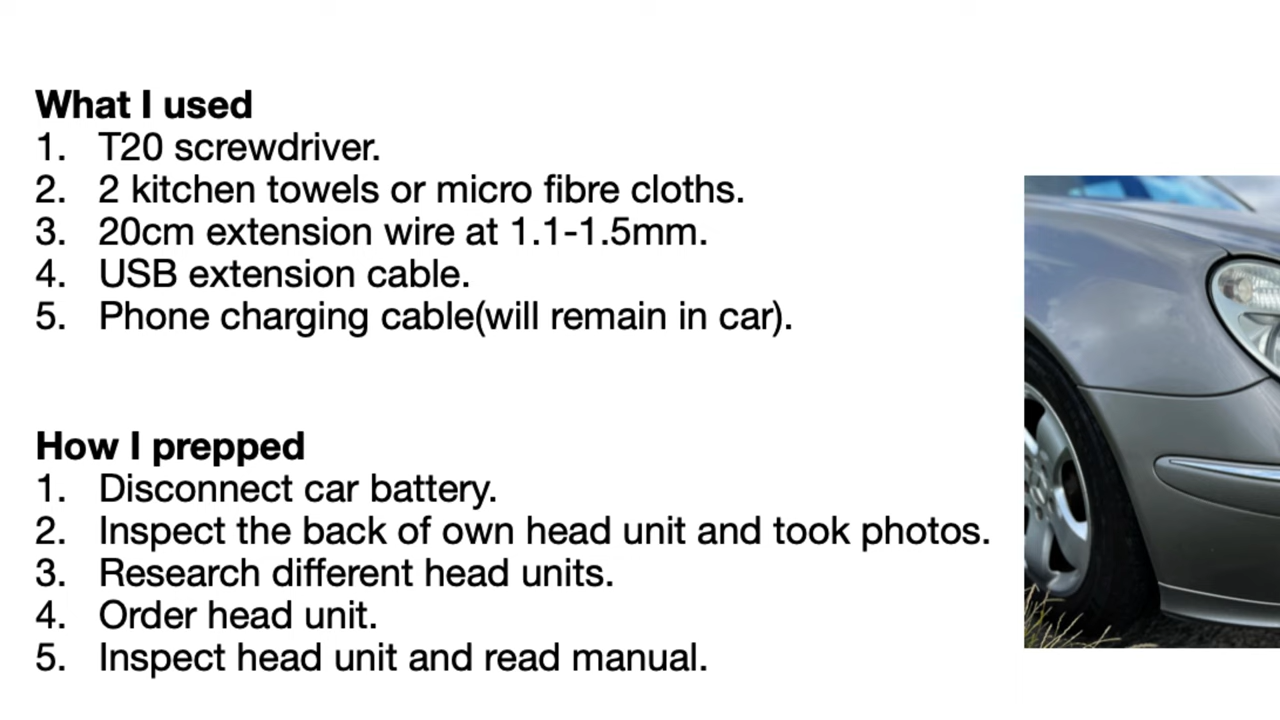 What I used
1. T20 screwdriver.
2. 2 kitchen towels or micro fibre cloths.
3. 20cm extension wire at 1.1-1.5mm.
4. USB extension cable.
5. Phone charging cable(will remain in car).
How I prepped
1. Disconnect car battery.
2. Inspect the back of own head unit and took photos.
3. Research different head units.
4. Order head unit.
5. Inspect head unit and read manual.